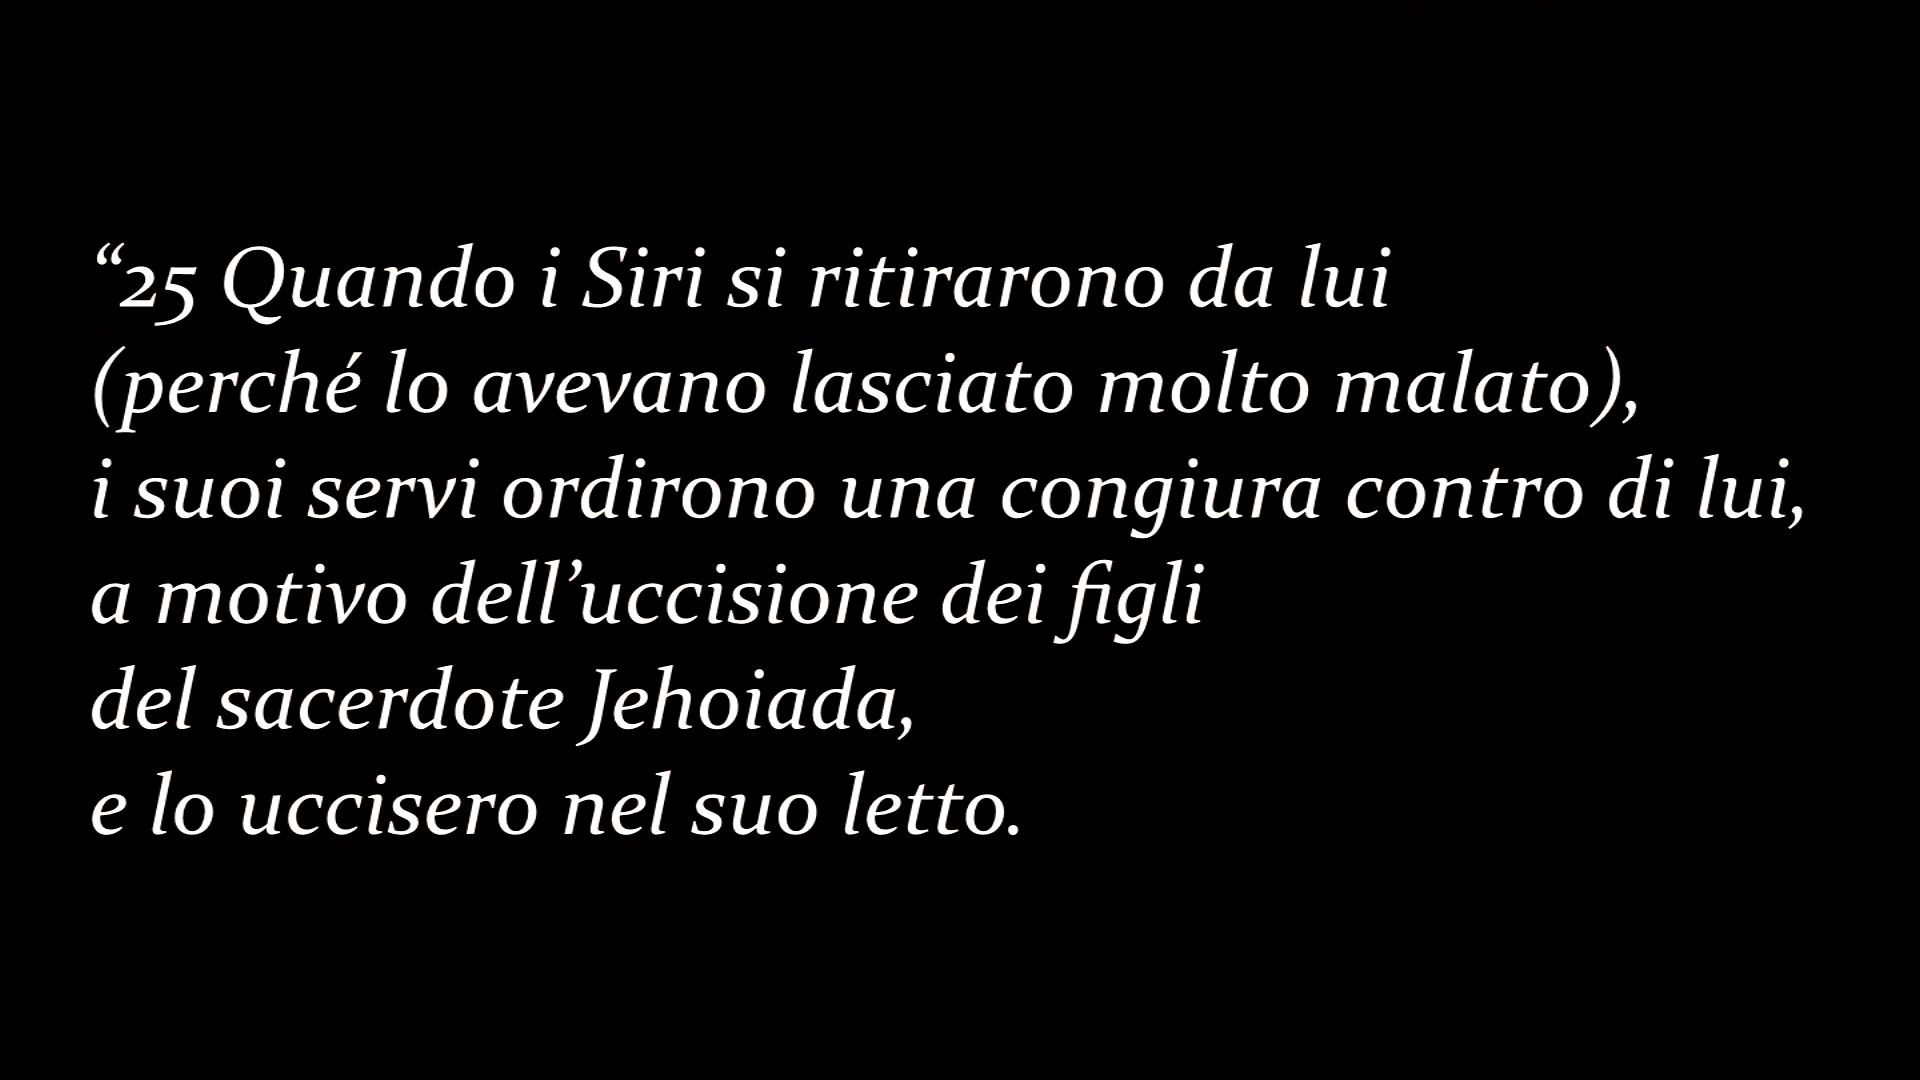 “25 Quando i Siri si ritirarono da lui
(perché lo avevano lasciato molto malato),
i suoi servi ordirono una congiura contro di lui,
a motivo dell’uccisione dei figli
del sacerdote Jehoiada,
e lo uccisero nel suo letto.